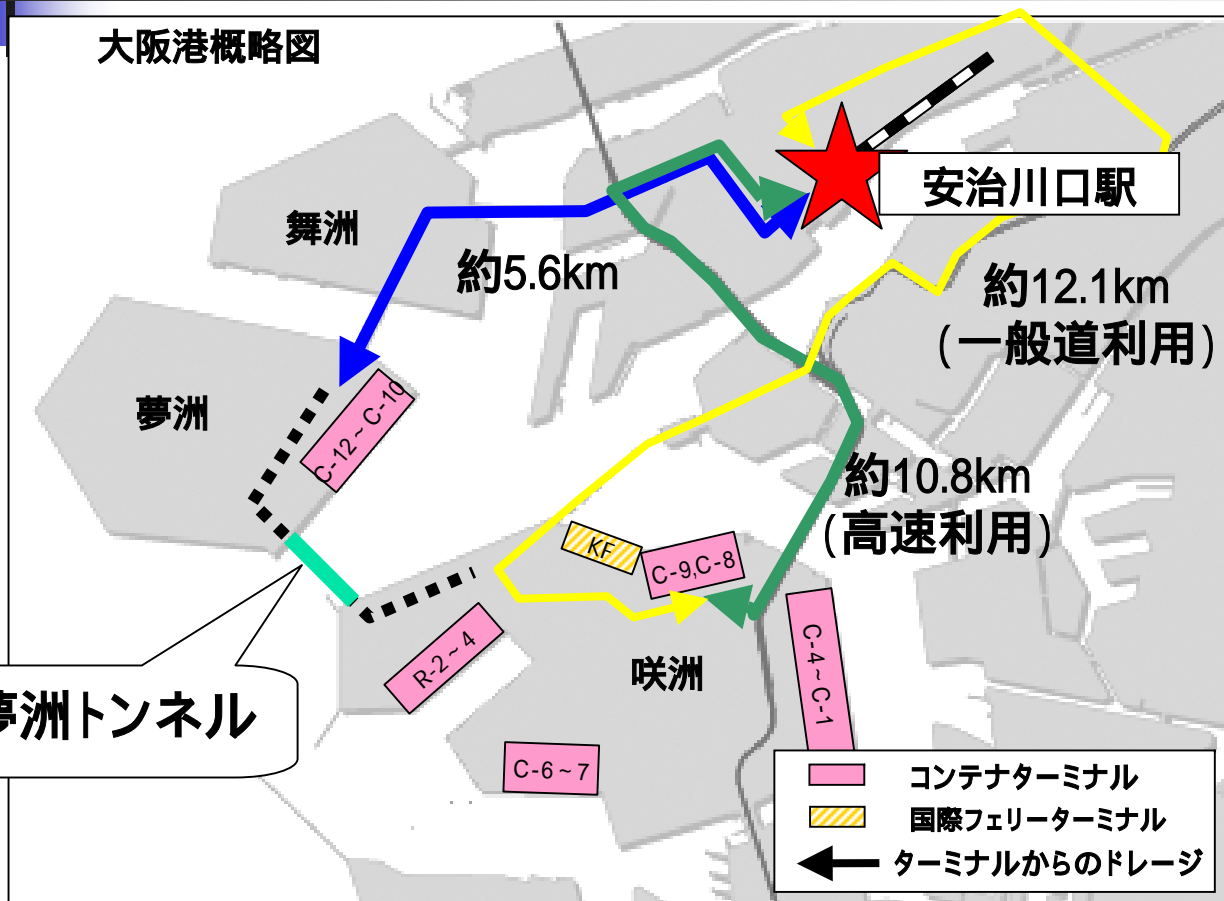 大阪港概略図
安治川口駅
舞洲
約5.6km
約12.1km
(一般道利用)
夢洲
C-12~C-10
約10.8km
(高速利用)
KF
C-9,C-8
R-2~4
C-4~C-1
咲洲
夢洲トンネル
C-6~7
コンテナターミナル
国際フェリーターミナル
ターミナルからのドレージ